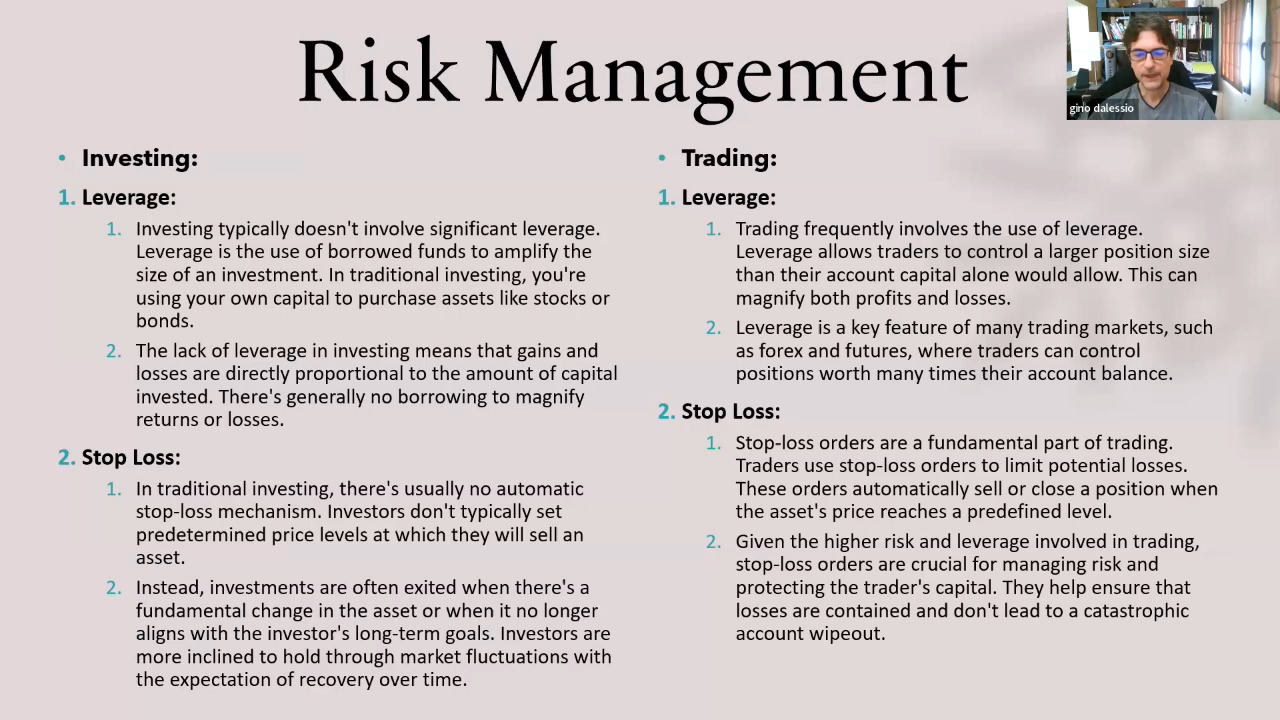 Risk Management
gino dalessio
• Investing:
1. Leverage:
1. Investing typically doesn't involve significant leverage.
Leverage is the use of borrowed funds to amplify the
size of an investment. In traditional investing, you're
using your own capital to purchase assets like stocks or
bonds.
2. The lack of leverage in investing means that gains and
losses are directly proportional to the amount of capital
invested. There's generally no borrowing to magnify
returns or losses.
2. Stop Loss:
1. In traditional investing, there's usually no automatic
stop-loss mechanism. Investors don't typically set
predetermined price levels at which they will sell an
asset.
2. Instead, investments are often exited when there's a
fundamental change in the asset or when it no longer
aligns with the investor's long-term goals. Investors are
more inclined to hold through market fluctuations with
the expectation of recovery over time.
• Trading:
1. Leverage:
1. Trading frequently involves the use of leverage.
Leverage allows traders to control a larger position size
than their account capital alone would allow. This can
magnify both profits and losses.
2. Leverage is a key feature of many trading markets, such
as forex and futures, where traders can control
positions worth many times their account balance.
2. Stop Loss:
1. Stop-loss orders are a fundamental part of trading.
Traders use stop-loss orders to limit potential losses.
These orders automatically sell or close a position when
the asset's price reaches a predefined level.
2. Given the higher risk and leverage involved in trading,
stop-loss orders are crucial for managing risk and
protecting the trader's capital. They help ensure that
losses are contained and don't lead to a catastrophic
account wipeout.